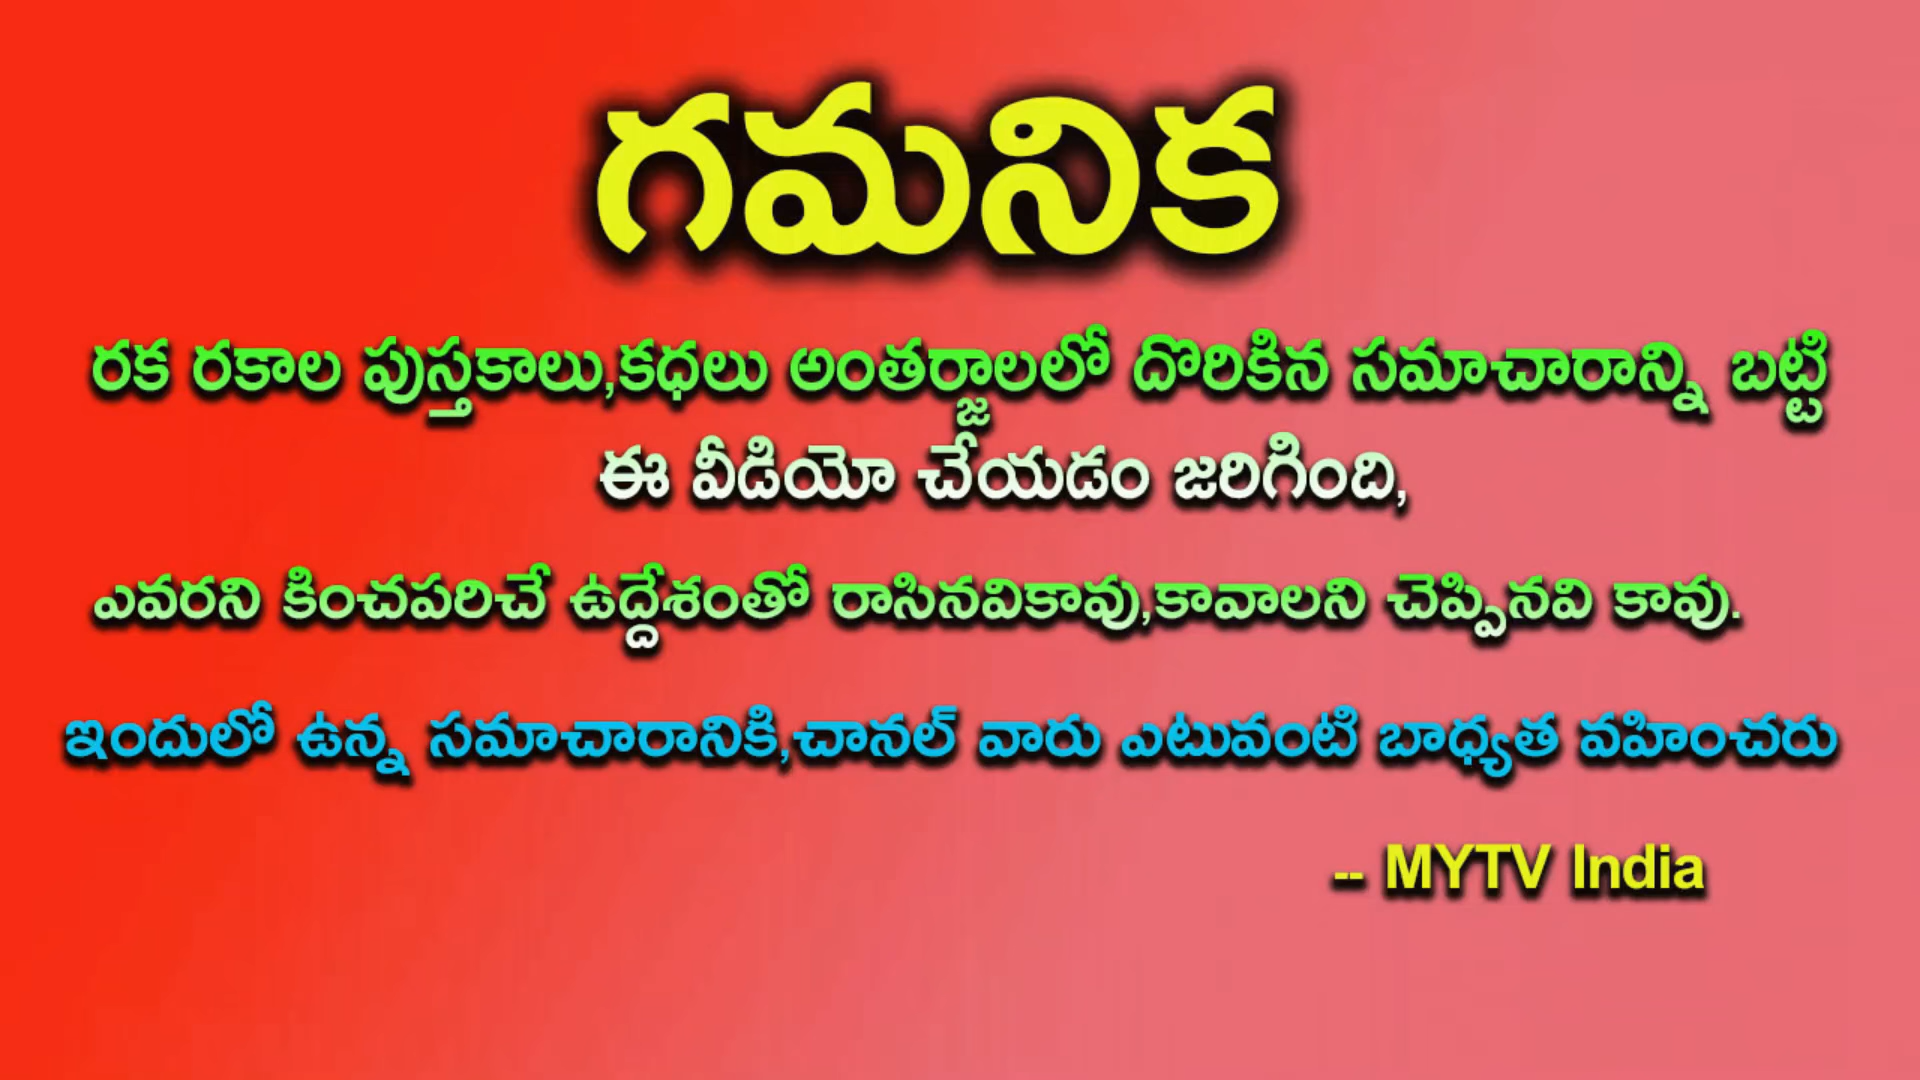 గమనిక
రక రకాల పుస్తకాలు,కధలు అంతర్జాలలో దొరికిన సమాచారాన్ని బట్టి
ఈ వీడియో చేయడం జరిగింది,
ఎవరని కించపరిచే ఉద్దేశంతో రాసినవికావు,కావాలని చెప్పినవి కావు.
ఇందులో ఉన్న సమాచారానికి,చానల్ వారు ఎటువంటి బాధ్యత వహించరు
-- MYTV India